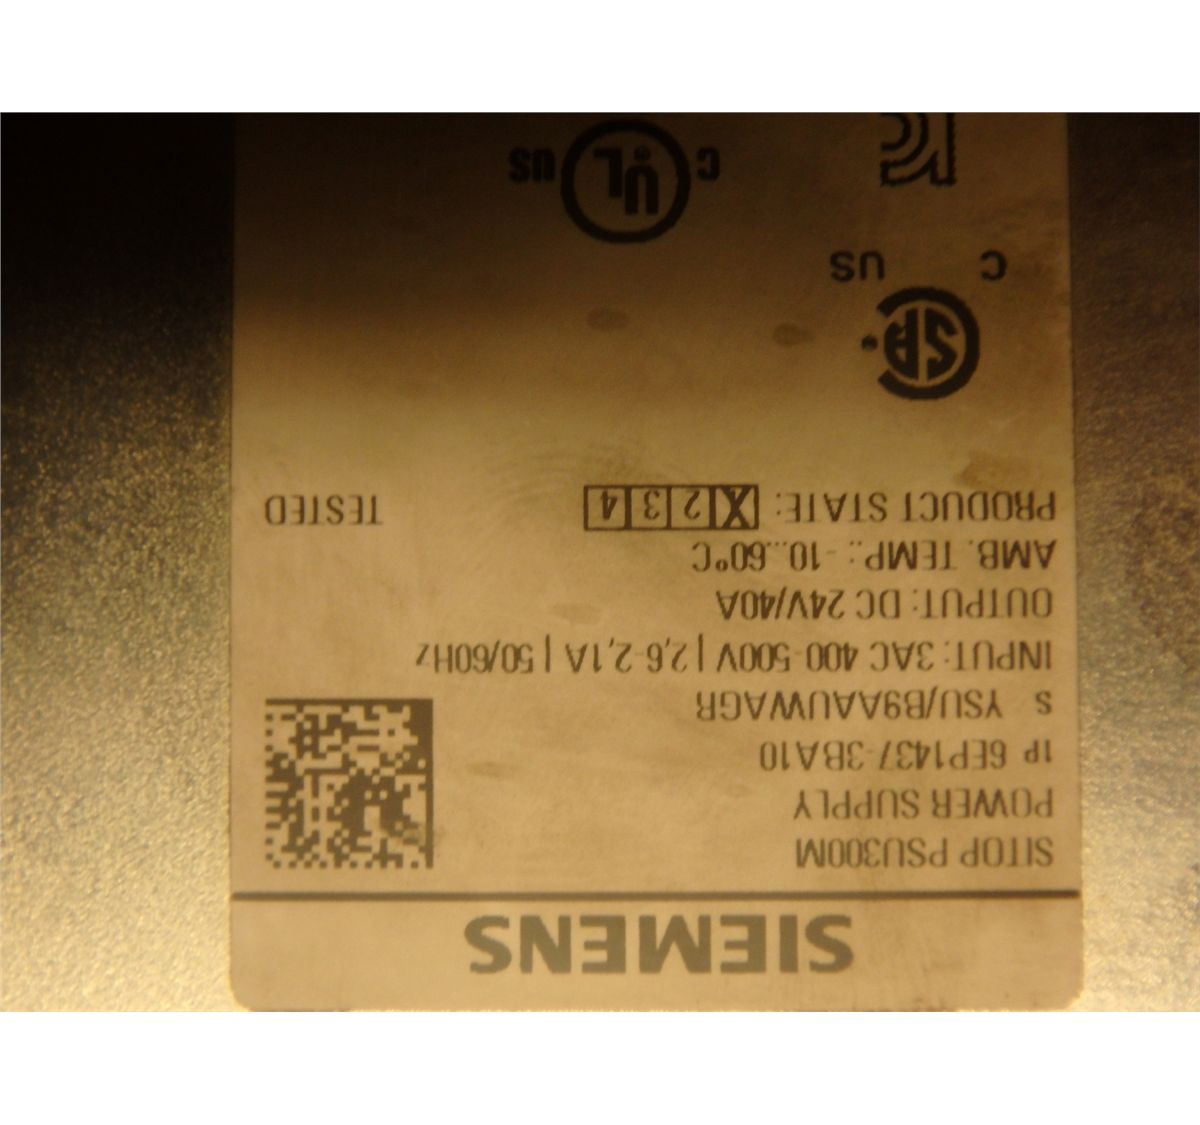 SIEMENS
SITOP PSU300M
POWER SUPPLY
1P 6EP1437-3BA10
S YSU/B9AAUWAGR
INPUT: 3AC 400-500V | 2,6-2,1A | 50/60Hz
OUTPUT: DC 24V/40A
AMB. TEMP.: -10...60°C
PRODUCT STATE: X 2 3 4 TESTED
SA
C US
C UL US